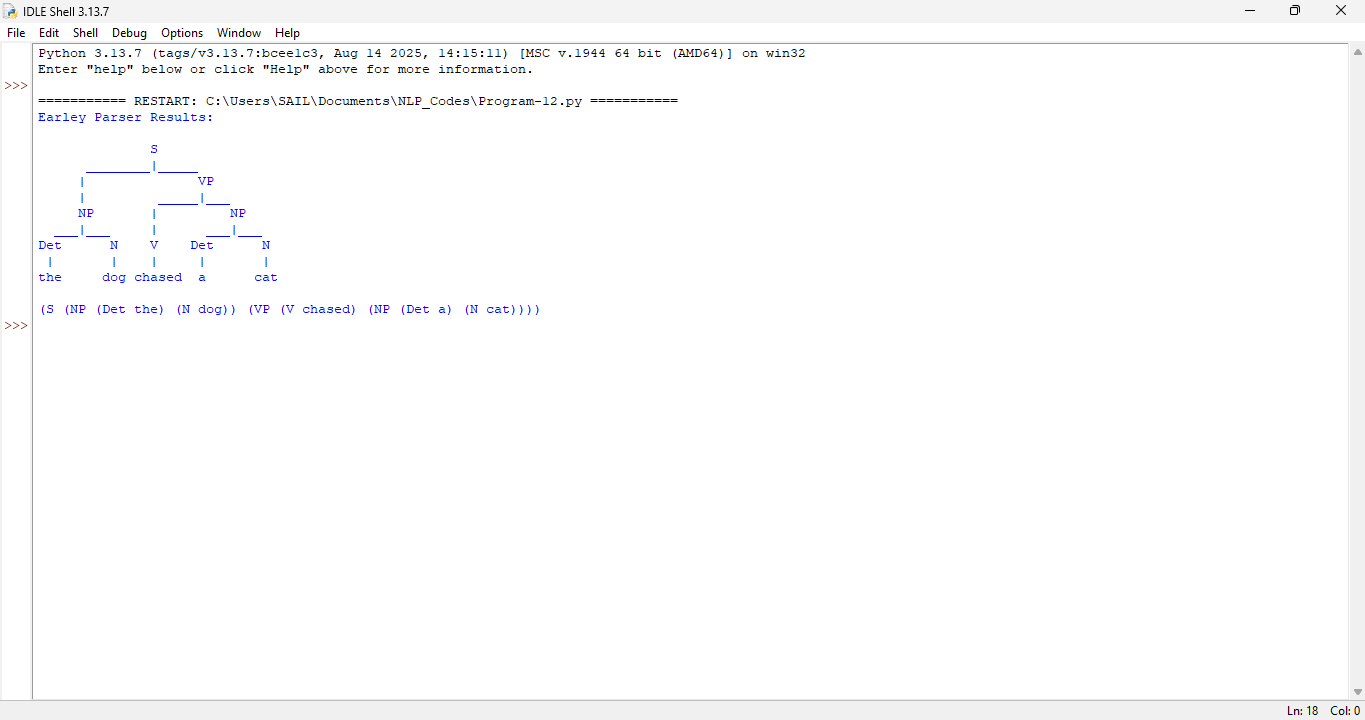 IDLE Shell 3.13.7
File Edit Shell Debug Options Window Help
Python 3.13.7 (tags/v3.13.7:bcee1c3, Aug 14 2025, 14:15:11) [MSC v.1944 64 bit (AMD64)] on win32
Enter "help" below or click "Help" above for more information.
>>>
=========== RESTART: C:\Users\SAIL\Documents\NLP_Codes\Program-12.py ===========
Earley Parser Results:
              S
      ________|_____
     |              VP
     |         _____|___
     NP       |         NP
  ___|___     |      ___|___
Det      N    V    Det      N
 |       |    |     |       |
the     dog chased  a      cat
(S (NP (Det the) (N dog)) (VP (V chased) (NP (Det a) (N cat))))
>>>
Ln: 18 Col: 0